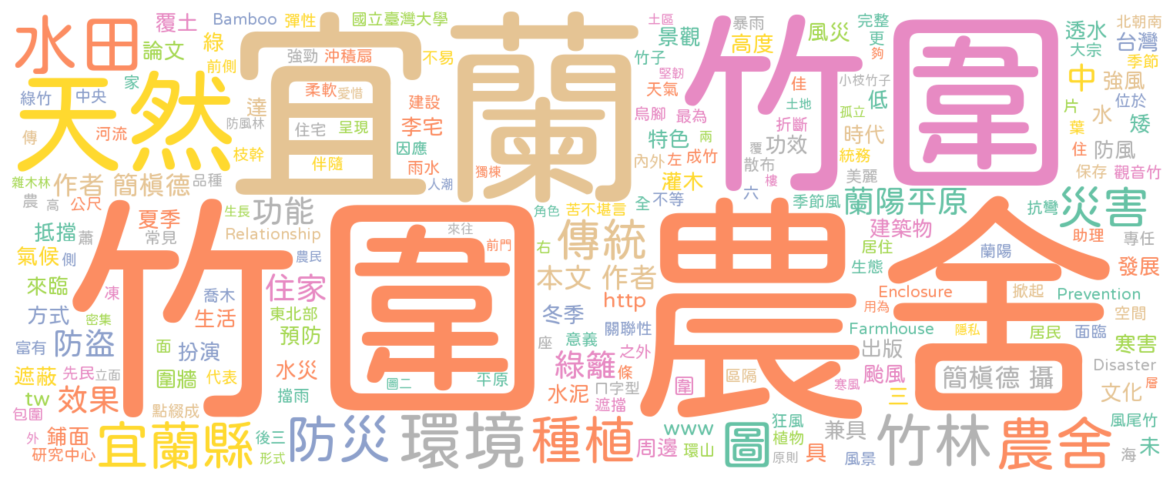 水田 覆土 Bamboo 彈性 國立臺灣大學 宜蘭 竹圍 土區 暴雨 完整 北朝南
論文 綠 強勁 沖積扇 不易 景觀 高度 風災 更 透水 台灣
前側 竹子 大宗 季節
天然 家 柔軟 愛惜 堅韌 夠 小枝竹子 中 強風
綠竹 中央 達 建設 烏腳 天氣 佳 低 片 位於
傳 河流 防風林 住宅 呈現 李宅 最為 折斷 土地 孤立 水 矮
枝幹 因應 特色 兩 功效 時代 葉
雜木林 作者 簡楨德 品種 伴隨 雨水 獨棟 內外 左 成竹 覆 散布 統務 住 防風
農 高 公尺 人潮 灌木 樓 六 美麗 保存 觀音竹
夏季 功能 生長 角色 苦不堪言 全 不等 季節風 蘭陽平原 災害
抵擋 蕭 常見 Relationship 來往 傳統 建築物 抗彎
氣候 側 農民 右 前門 居住 蘭陽 助理 專任
竹圍農舍
來臨 凍 喬木 住家 本文 作者 生態 發展
方式 密集 生活 東北部 冬季 http Enclosure 掀起 Prevention
富有 面 扮演 預防 座 意義 關聯性 用為 空間
防盜 Farmhouse 隱私 居民 面臨 寒害
遮蔽 先民 立面 圍牆 代表 水災 圖二 平原 綠籬 之外 條 出版 Disaster
tw 效果 擋雨 水泥 ㄇ字型 圍 區隔 寒風 颱風 簡楨德 攝 文化 層
包圍 點綴成 遮擋 三
外 鋪面 宜蘭縣 後三 防災 環境 種植 www 狂風 兼具 竹林 農舍 風尾竹
研究中心 形式 周邊 環山 圖 植物 原則 風景 具 海 未